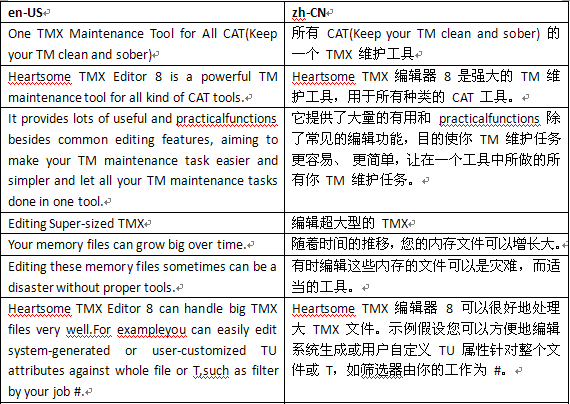 en-US
zh-CN
One TMX Maintenance Tool for All CAT(Keep
your TM clean and sober)
所有 CAT(Keep your TM clean and sober) 的
一个 TMX 维护工具
Heartsome TMX Editor 8 is a powerful TM
maintenance tool for all kind of CAT tools.
Heartsome TMX 编辑器 8 是强大的 TM 维
护工具，用于所有种类的 CAT 工具。
It provides lots of useful and practicalfunctions
besides common editing features, aiming to
make your TM maintenance task easier and
simpler and let all your TM maintenance tasks
done in one tool.
它提供了大量的有用和 practicalfunctions 除
了常见的编辑功能，目的使你 TM 维护任务
更容易、 更简单，让在一个工具中所做的所
有你 TM 维护任务。
Editing Super-sized TMX
编辑超大型的 TMX
Your memory files can grow big over time.
随着时间的推移，您的内存文件可以增长大。
Editing these memory files sometimes can be a
disaster without proper tools.
有时编辑这些内存的文件可以是灾难，而适
当的工具。
Heartsome TMX Editor 8 can handle big TMX
files very well.For exampleyou can easily edit
system-generated or user-customized TU
attributes against whole file or T,such as filter
by your job #.
Heartsome TMX 编辑器 8 可以很好地处理
大 TMX 文件。示例假设您可以方便地编辑
系统生成或用户自定义 TU 属性针对整个文
件或 T，如筛选器由你的工作为 #。